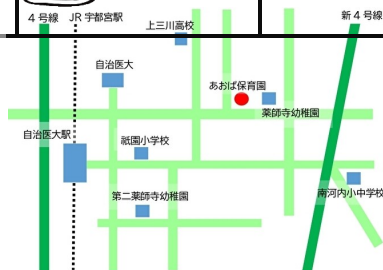 4号線
JR 宇都宮駅
上三川高校
新4号線
自治医大
あおば保育園
薬師寺幼稚園
自治医大駅
祇園小学校
南河内小中学校
第二薬師寺幼稚園